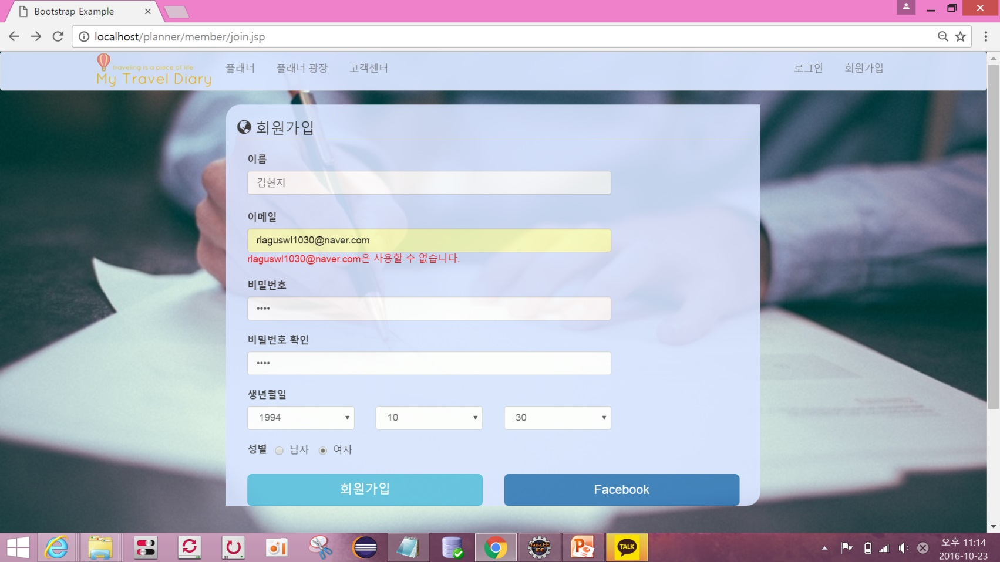 Bootstrap Example
localhost/planner/member/join.jsp
traveling is a piece of life
My Travel Diary
플래너 플래너 광장 고객센터 로그인 회원가입
회원가입
이름
김현지
이메일
rlaguswl1030@naver.com
rlaguswl1030@naver.com은 사용할 수 없습니다.
비밀번호
••••
비밀번호 확인
••••
생년월일
1994 10 30
성별 남자 여자
회원가입 Facebook
Java EE
IDE
TALK
오후 11:14
2016-10-23